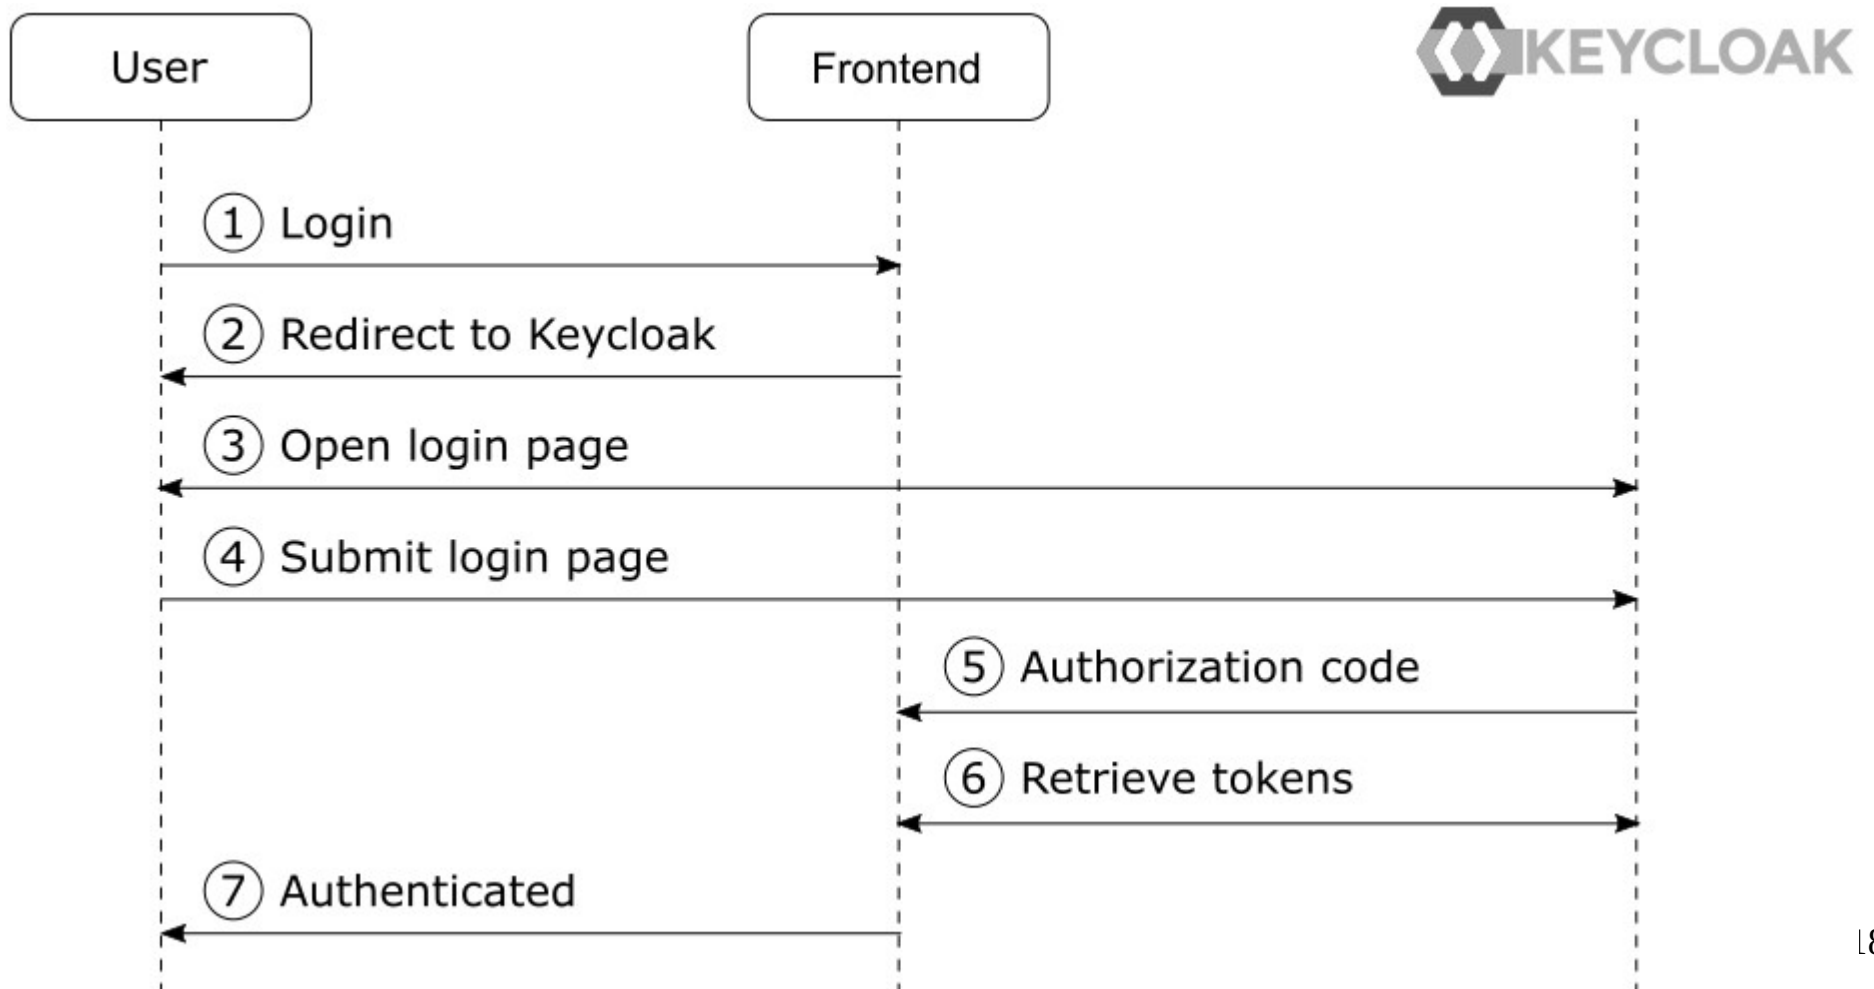 User
Frontend
KEYCLOAK
1 Login
2 Redirect to Keycloak
3 Open login page
4 Submit login page
5 Authorization code
6 Retrieve tokens
7 Authenticated